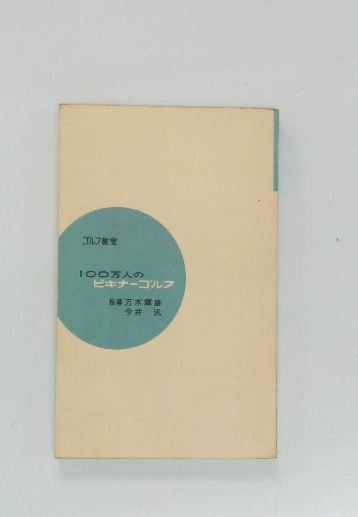 ゴルフ教室
100万人の
ビギナーゴルフ
指導 万木輝雄
今井 汎